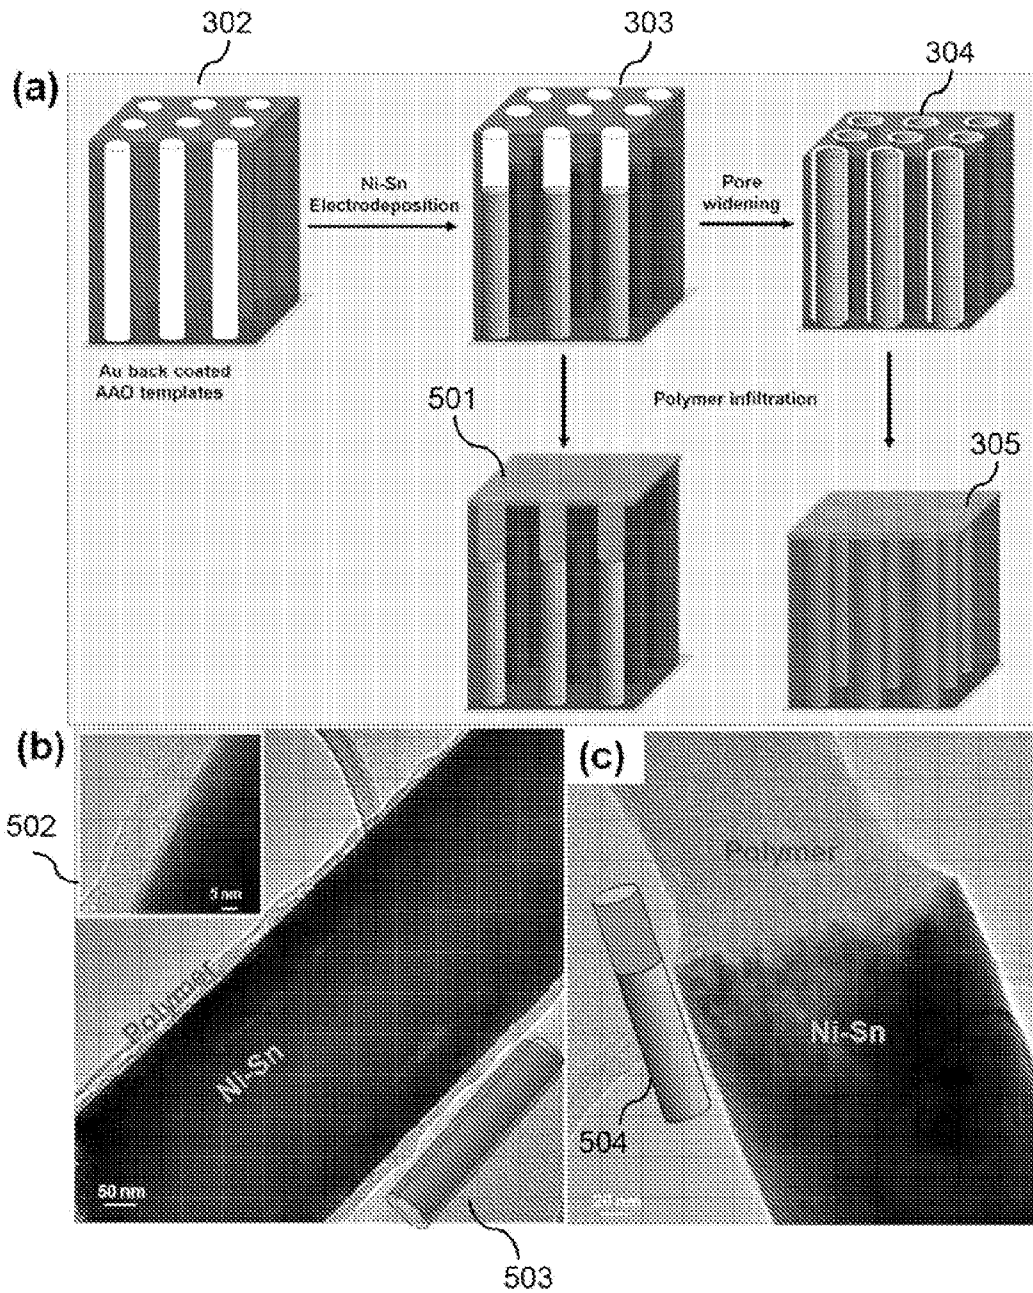 302
303
304
(a)
Ni-Sn
Electrodeposition
Pore
widening
Au back coated
AAO templates
501
Polymer infiltration
305
(b)
(c)
502
5 nm
Polymer
Ni-Sn
Ni-Sn
504
50 nm
503